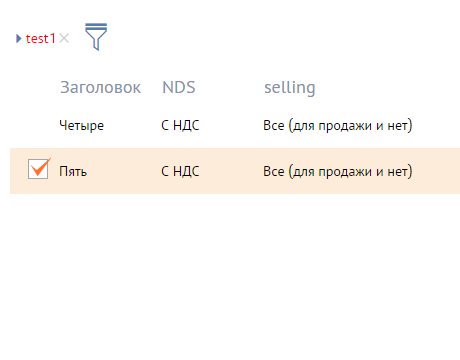 test1
Заголовок NDS selling
Четыре С НДС Все (для продажи и нет)
Пять С НДС Все (для продажи и нет)